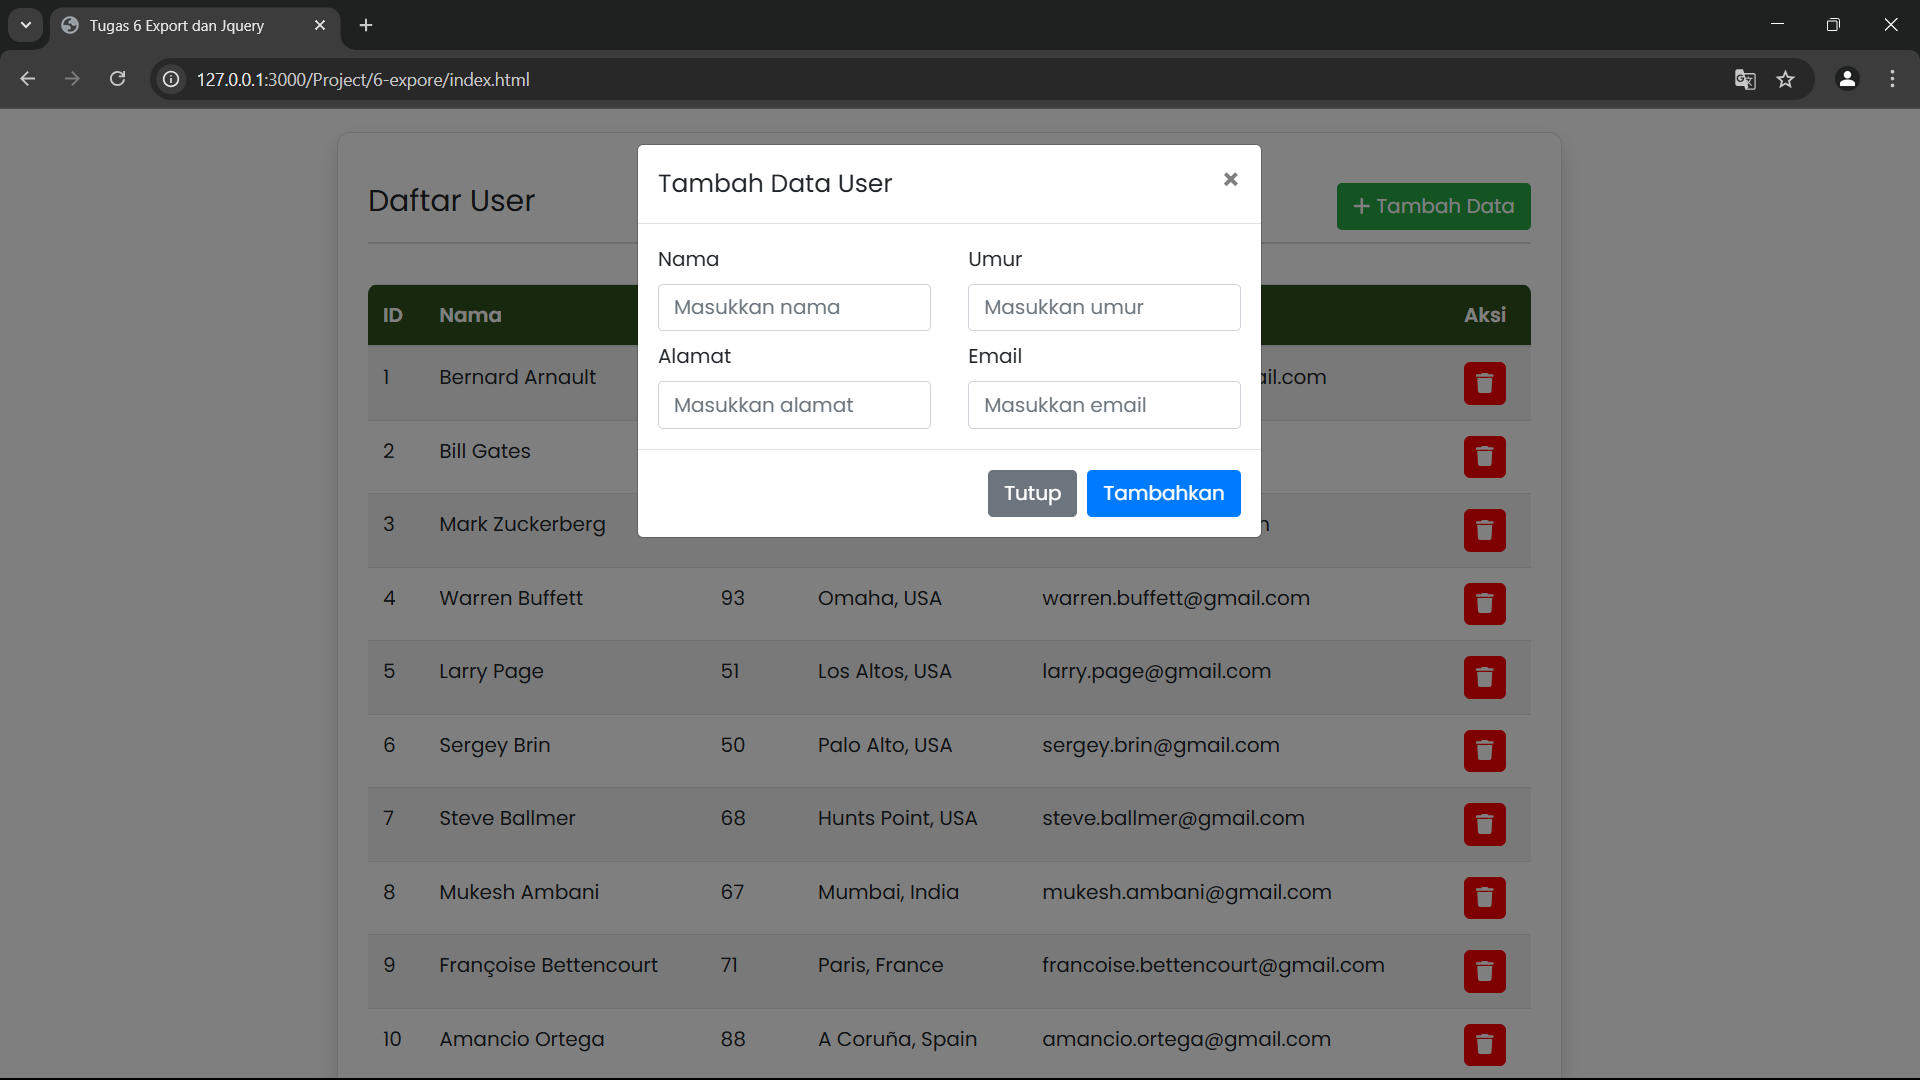 Tugas 6 Export dan Jquery
127.0.0.1:3000/Project/6-expore/index.html
Daftar User
+ Tambah Data
Tambah Data User
×
Nama Umur
Masukkan nama Masukkan umur
Alamat Email
Masukkan alamat Masukkan email
Tutup Tambahkan
ID Nama Aksi
1 Bernard Arnault il.com
2 Bill Gates
3 Mark Zuckerberg
4 Warren Buffett 93 Omaha, USA warren.buffett@gmail.com
5 Larry Page 51 Los Altos, USA larry.page@gmail.com
6 Sergey Brin 50 Palo Alto, USA sergey.brin@gmail.com
7 Steve Ballmer 68 Hunts Point, USA steve.ballmer@gmail.com
8 Mukesh Ambani 67 Mumbai, India mukesh.ambani@gmail.com
9 Françoise Bettencourt 71 Paris, France francoise.bettencourt@gmail.com
10 Amancio Ortega 88 A Coruña, Spain amancio.ortega@gmail.com